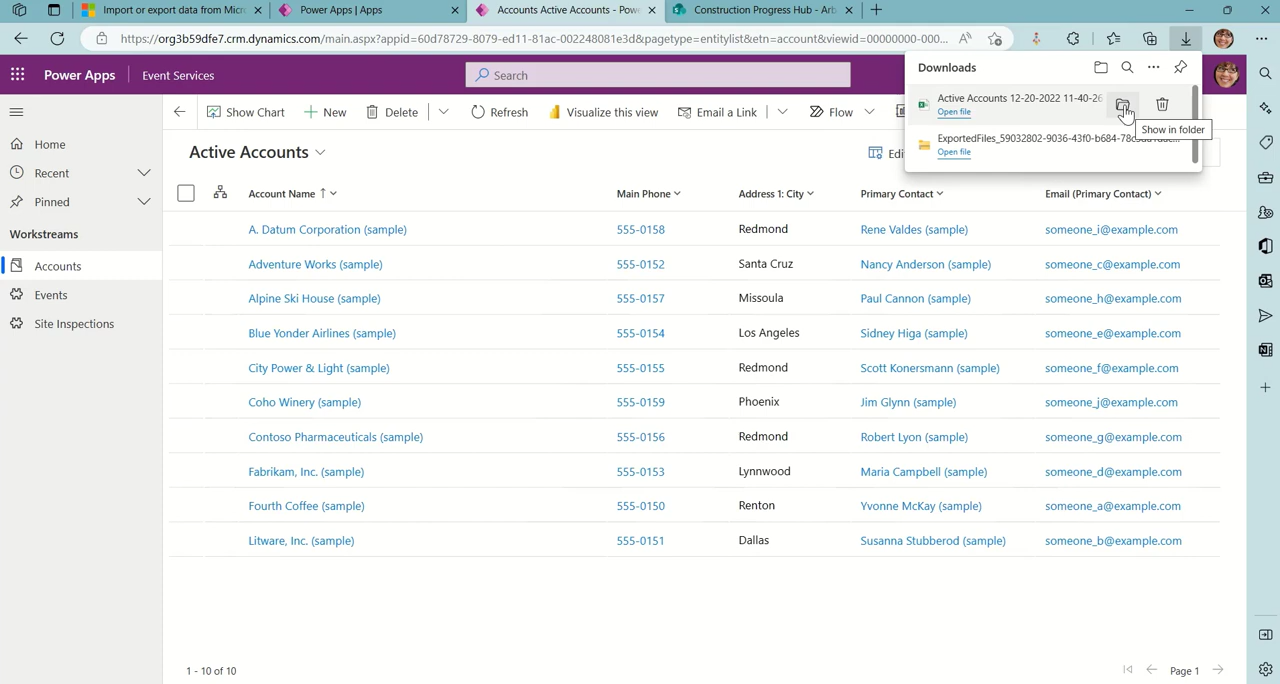 Import or export data from Micr
Power Apps | Apps
Accounts Active Accounts - Pow
Construction Progress Hub - Arb
https://org3b59dfe7.crm.dynamics.com/main.aspx?appid=60d78729-8079-ed11-81ac-002248081e3d&pagetype=entitylist&etn=account&viewid=00000000-000...
Power Apps
Event Services
Search
Downloads
Active Accounts 12-20-2022 11-40-26
Open file
Show in folder
Open file
Show Chart
New
Delete
Refresh
Visualize this view
Email a Link
Flow
Home
Recent
Pinned
Workstreams
Accounts
Events
Site Inspections
Active Accounts
Edi
Account Name ↑ Main Phone Address 1: City Primary Contact Email (Primary Contact)
A. Datum Corporation (sample) 555-0158 Redmond Rene Valdes (sample) someone_i@example.com
Adventure Works (sample) 555-0152 Santa Cruz Nancy Anderson (sample) someone_c@example.com
Alpine Ski House (sample) 555-0157 Missoula Paul Cannon (sample) someone_h@example.com
Blue Yonder Airlines (sample) 555-0154 Los Angeles Sidney Higa (sample) someone_e@example.com
City Power & Light (sample) 555-0155 Redmond Scott Konersmann (sample) someone_f@example.com
Coho Winery (sample) 555-0159 Phoenix Jim Glynn (sample) someone_j@example.com
Contoso Pharmaceuticals (sample) 555-0156 Redmond Robert Lyon (sample) someone_g@example.com
Fabrikam, Inc. (sample) 555-0153 Lynnwood Maria Campbell (sample) someone_d@example.com
Fourth Coffee (sample) 555-0150 Renton Yvonne McKay (sample) someone_a@example.com
Litware, Inc. (sample) 555-0151 Dallas Susanna Stubberod (sample) someone_b@example.com
1 - 10 of 10
Page 1